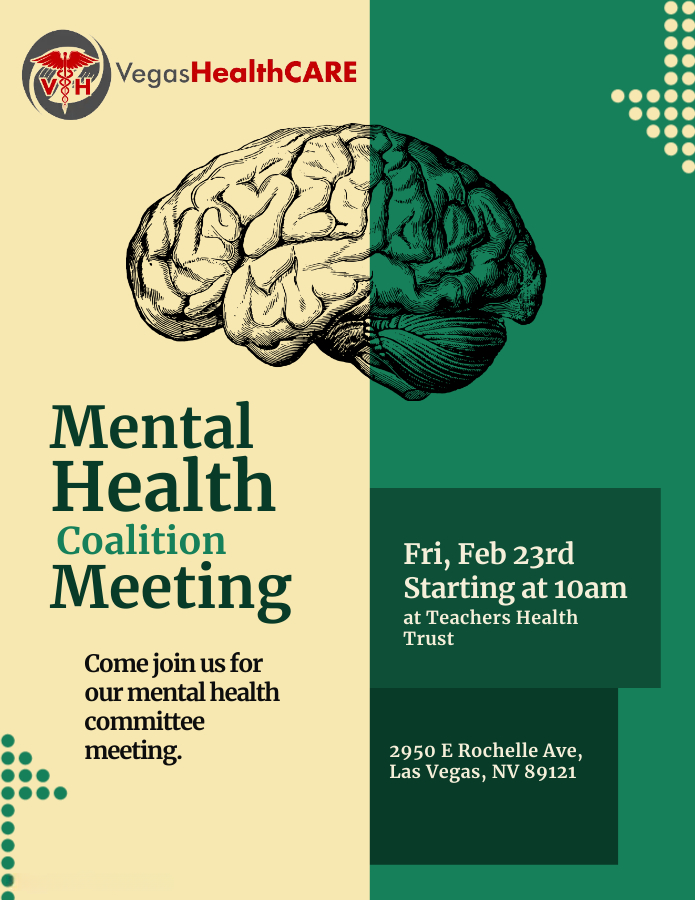 V H VegasHealthCARE
Mental
Health
Coalition
Meeting
Come join us for
our mental health
committee
meeting.
Fri, Feb 23rd
Starting at 10am
at Teachers Health
Trust
2950 E Rochelle Ave,
Las Vegas, NV 89121